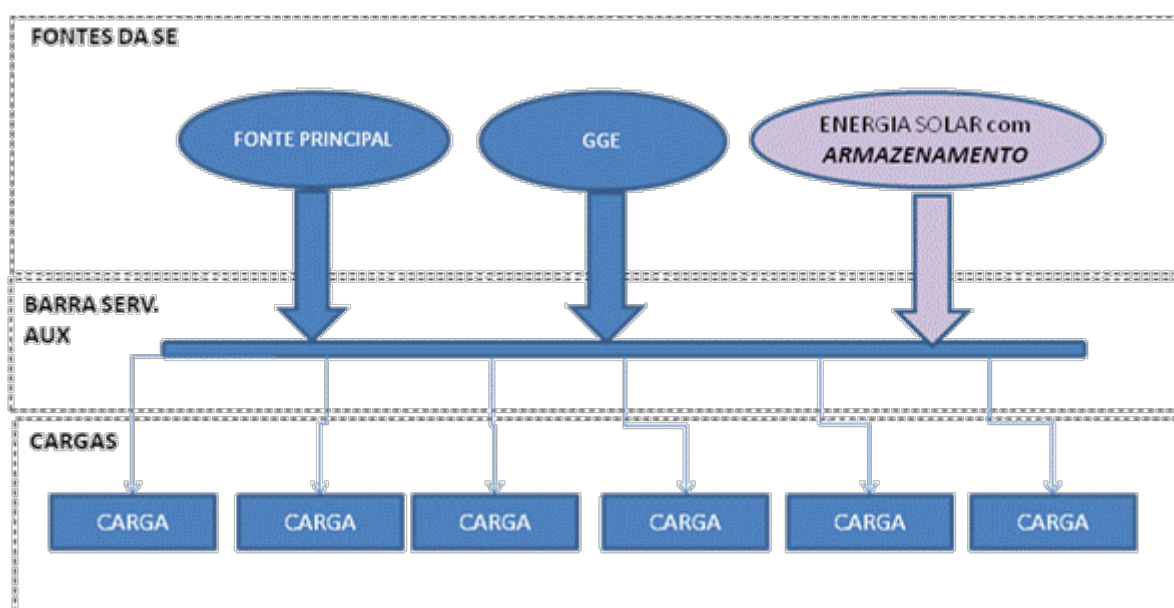 FONTES DA SE
FONTE PRINCIPAL
GGE
ENERGIA SOLAR com
ARMAZENAMENTO
BARRA SERV.
AUX
CARGAS
CARGA
CARGA
CARGA
CARGA
CARGA
CARGA